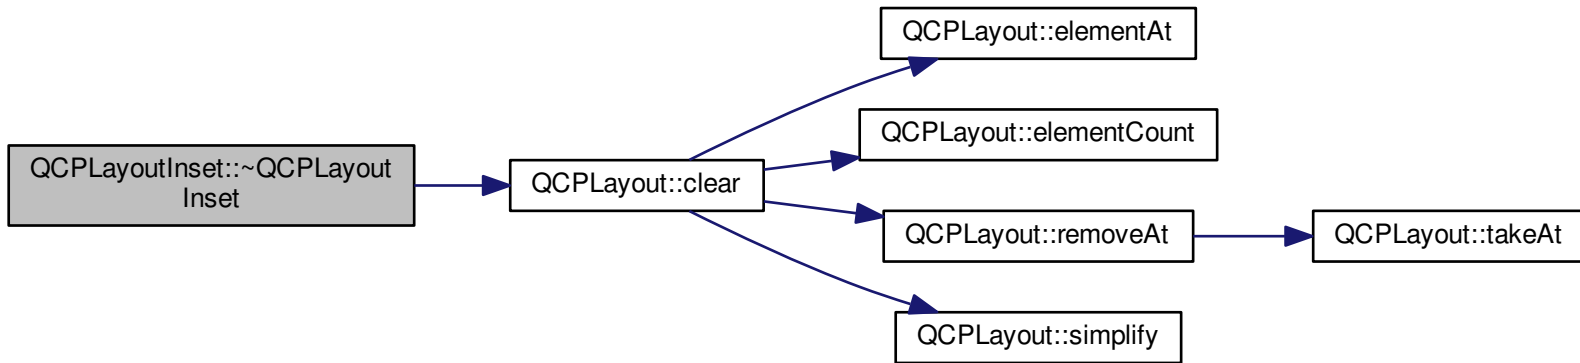 QCPLayoutInset::~QCPLayout
Inset
QCPLayout::clear
QCPLayout::elementAt
QCPLayout::elementCount
QCPLayout::removeAt
QCPLayout::takeAt
QCPLayout::simplify